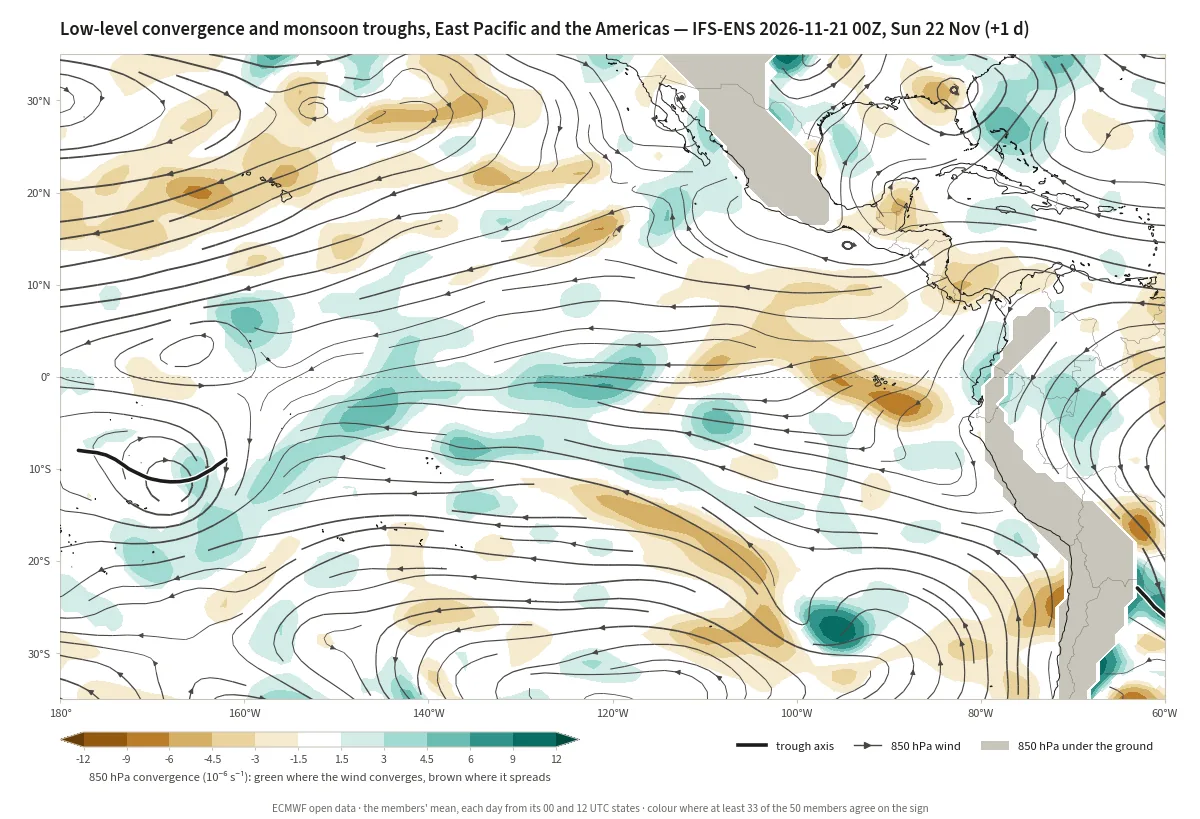 Low-level convergence and monsoon troughs, East Pacific and the Americas — IFS-ENS 2026-11-21 00Z, Sun 22 Nov (+1 d)
30°N
20°N
10°N
0°
10°S
20°S
30°S
180° 160°W 140°W 120°W 100°W 80°W 60°W
-12 -9 -6 -4.5 -3 -1.5 1.5 3 4.5 6 9 12
850 hPa convergence (10⁻⁶ s⁻¹): green where the wind converges, brown where it spreads
trough axis 850 hPa wind 850 hPa under the ground
ECMWF open data · the members' mean, each day from its 00 and 12 UTC states · colour where at least 33 of the 50 members agree on the sign